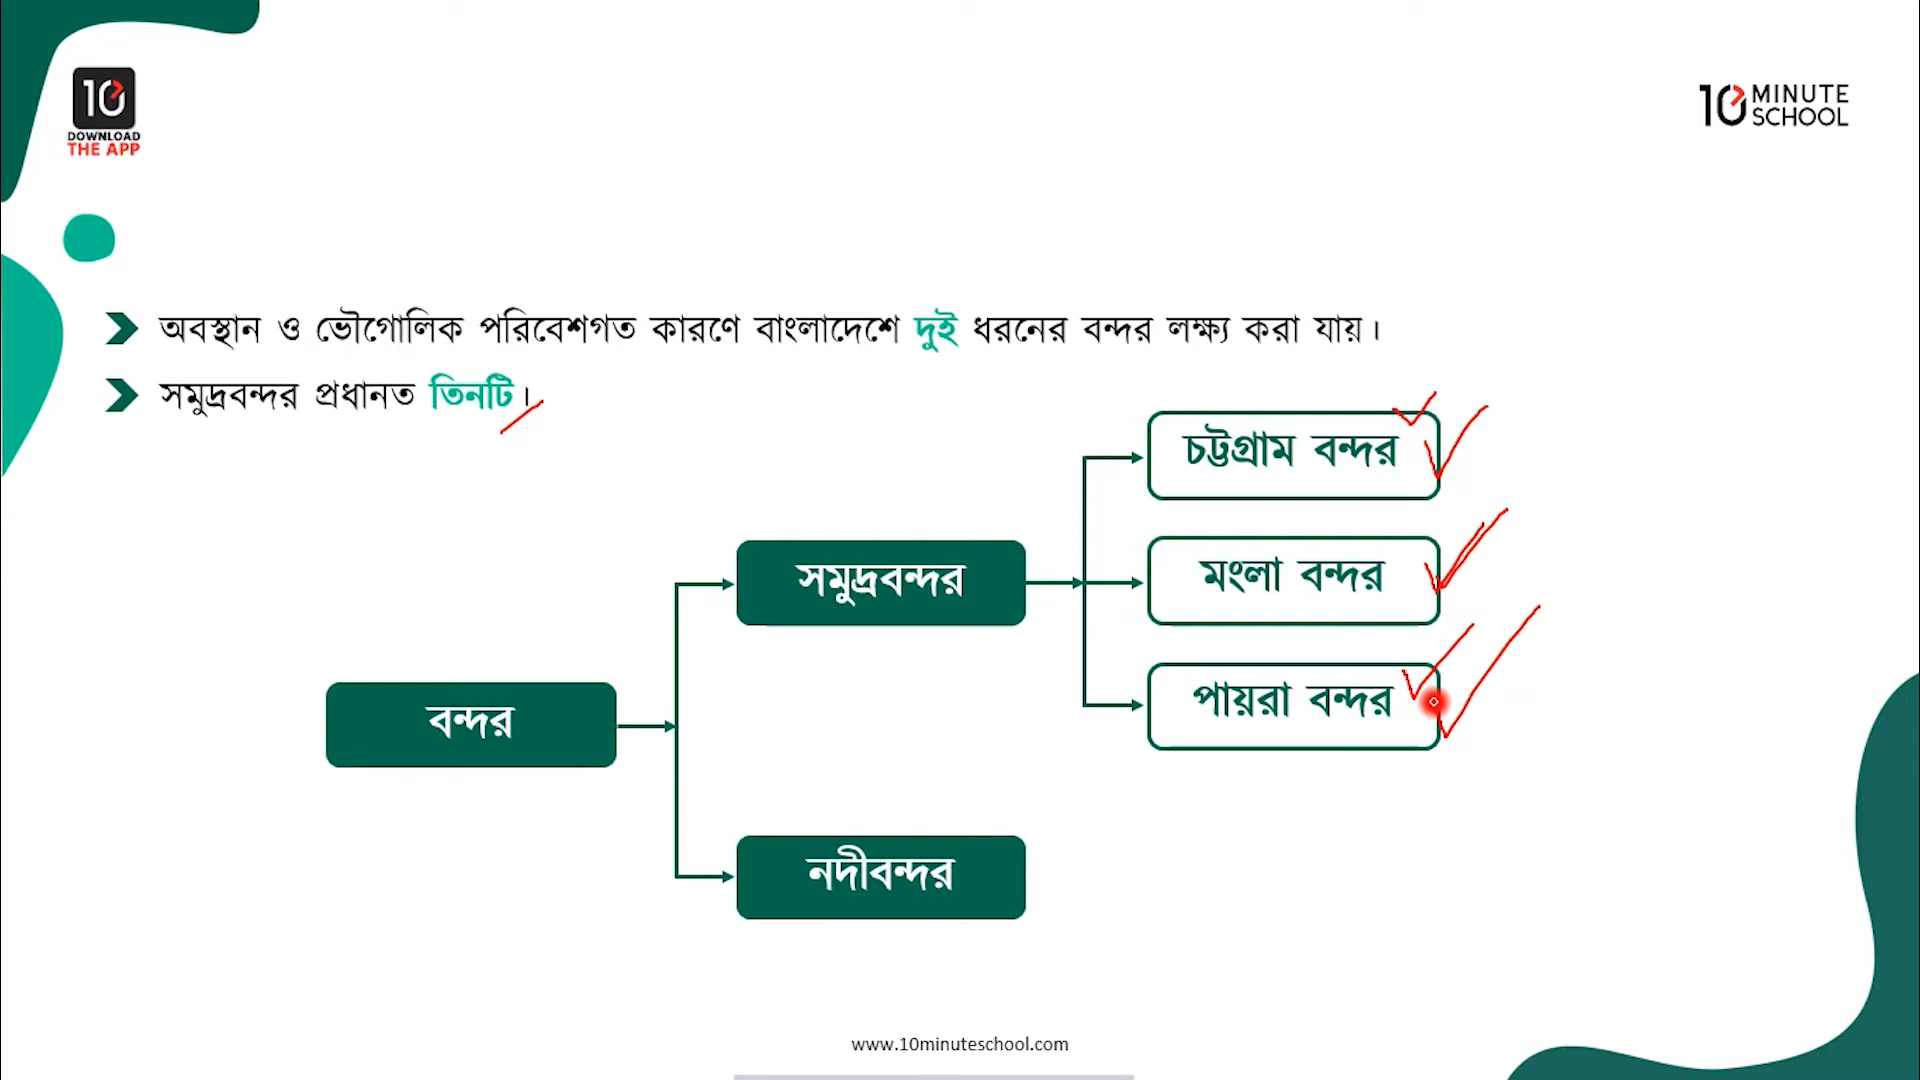 10
DOWNLOAD
THE APP
10 MINUTE
SCHOOL
অবস্থান ও ভৌগোলিক পরিবেশগত কারণে বাংলাদেশে দুই ধরনের বন্দর লক্ষ্য করা যায়।
সমুদ্রবন্দর প্রধানত তিনটি।
চট্টগ্রাম বন্দর
সমুদ্রবন্দর
মংলা বন্দর
পায়রা বন্দর
বন্দর
নদীবন্দর
www.10minuteschool.com